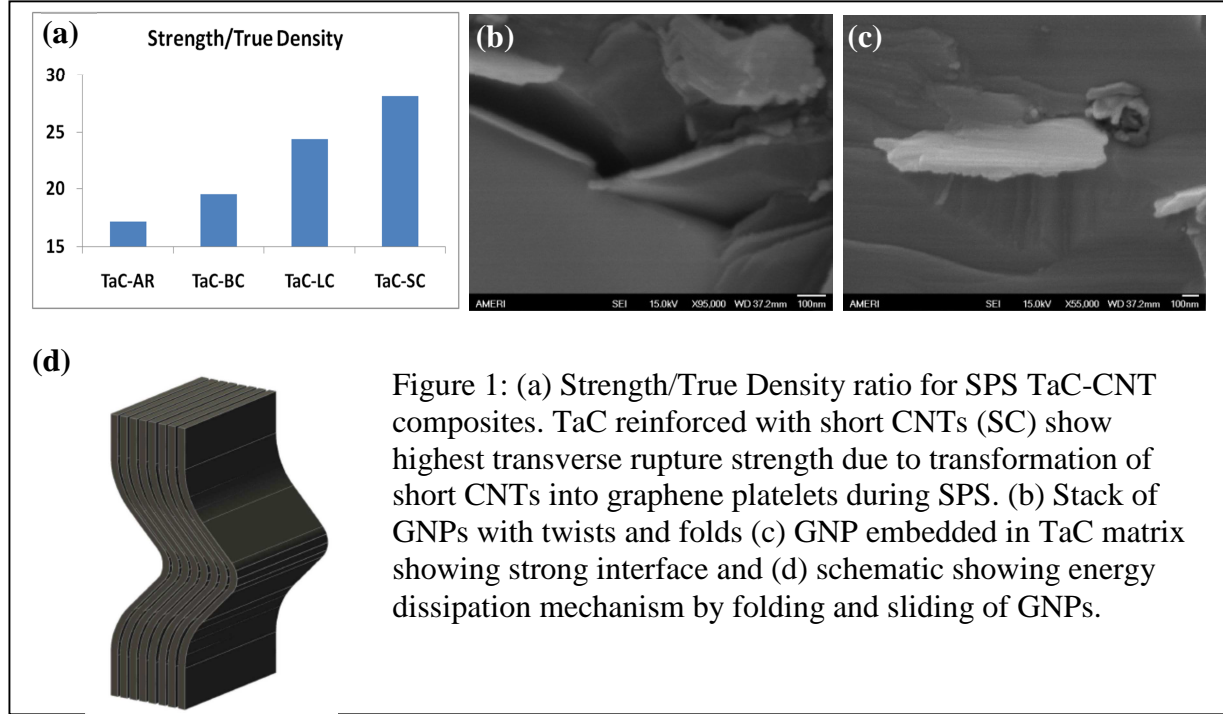 (a)
Strength/True Density
30
25
20
15
TaC-AR TaC-BC TaC-LC TaC-SC
(b)
AMERI SEI 15.0kV X95,000 WD 37.2mm 100nm
(c)
AMERI SEI 15.0kV X55,000 WD 37.2mm 100nm
(d)
Figure 1: (a) Strength/True Density ratio for SPS TaC-CNT
composites. TaC reinforced with short CNTs (SC) show
highest transverse rupture strength due to transformation of
short CNTs into graphene platelets during SPS. (b) Stack of
GNPs with twists and folds (c) GNP embedded in TaC matrix
showing strong interface and (d) schematic showing energy
dissipation mechanism by folding and sliding of GNPs.